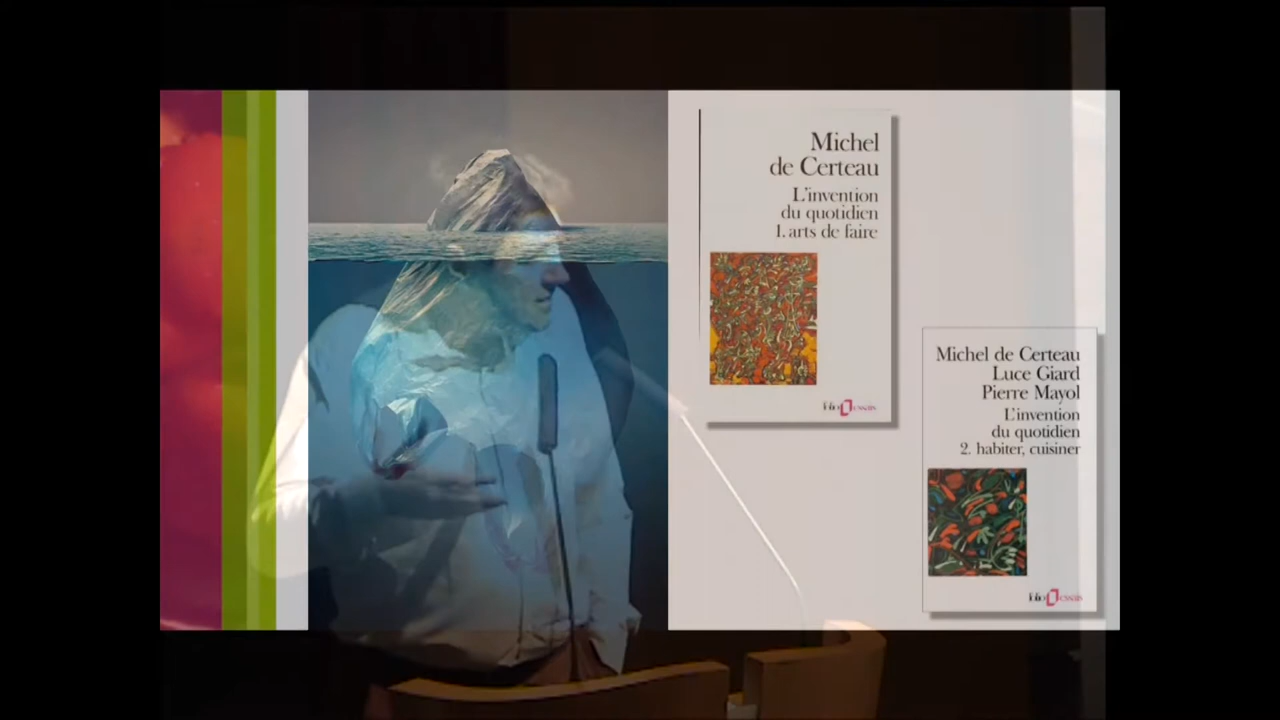 Michel
de Certeau
L'invention
du quotidien
1. arts de faire
folio essais
Michel de Certeau
Luce Giard
Pierre Mayol
L'invention
du quotidien
2. habiter, cuisiner
folio essais